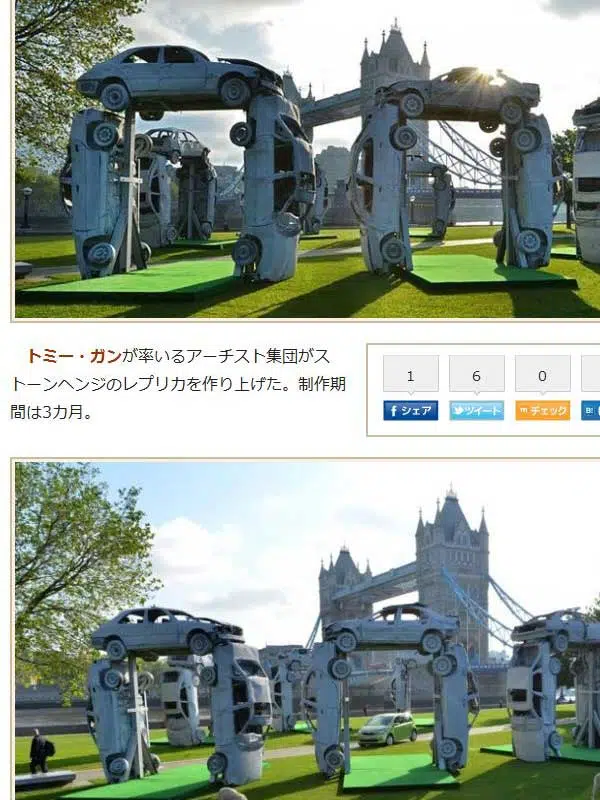 トミー・ガンが率いるアーチスト集団がス
トーンヘンジのレプリカを作り上げた。制作期
間は3カ月。
1
6
0
f シェア
ツイート
m チェック
B!